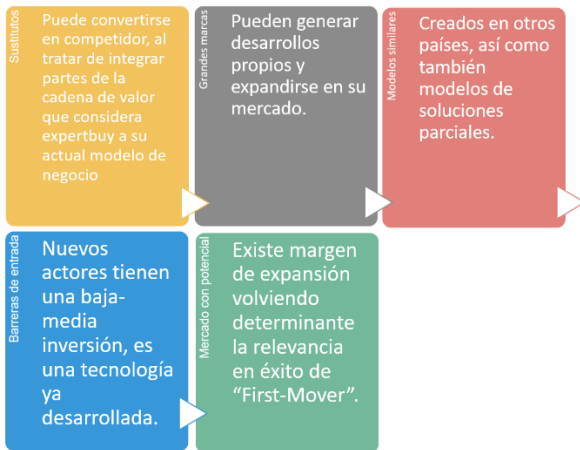 Sustitutos
Puede convertirse
en competidor, al
tratar de integrar
partes de la
cadena de valor
que considera
expertbuy a su
actual modelo de
negocio
Grandes marcas
Pueden generar
desarrollos
propios y
expandirse en su
mercado.
Modelos similares
Creados en otros
países, así como
también
modelos de
soluciones
parciales.
Barreras de entrada
Nuevos
actores tienen
una baja-
media
inversión, es
una tecnología
ya
desarrollada.
Mercado con potencial
Existe margen
de expansión
volviendo
determinante
la relevancia
en éxito de
“First-Mover”.